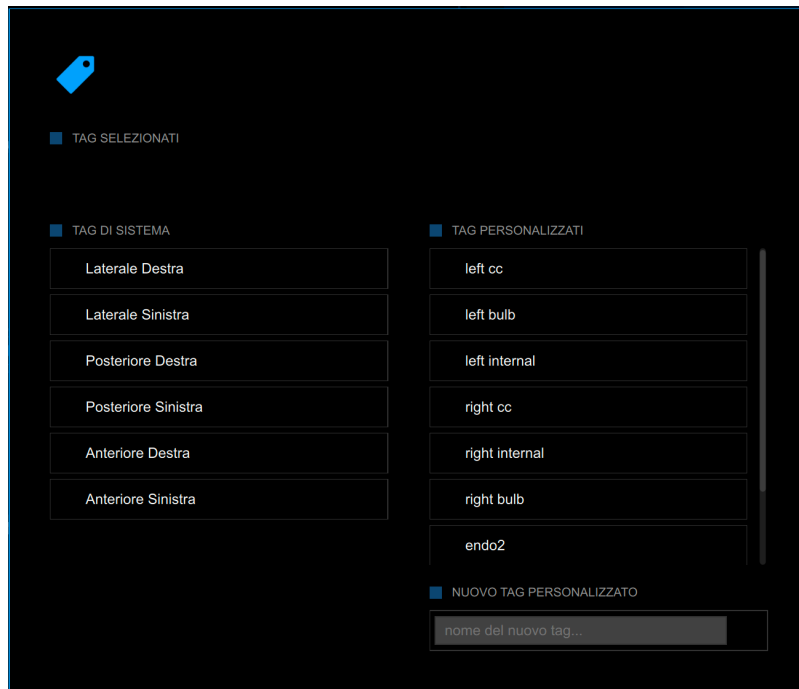 TAG SELEZIONATI
TAG DI SISTEMA
Laterale Destra
Laterale Sinistra
Posteriore Destra
Posteriore Sinistra
Anteriore Destra
Anteriore Sinistra
TAG PERSONALIZZATI
left cc
left bulb
left internal
right cc
right internal
right bulb
endo2
NUOVO TAG PERSONALIZZATO
nome del nuovo tag...